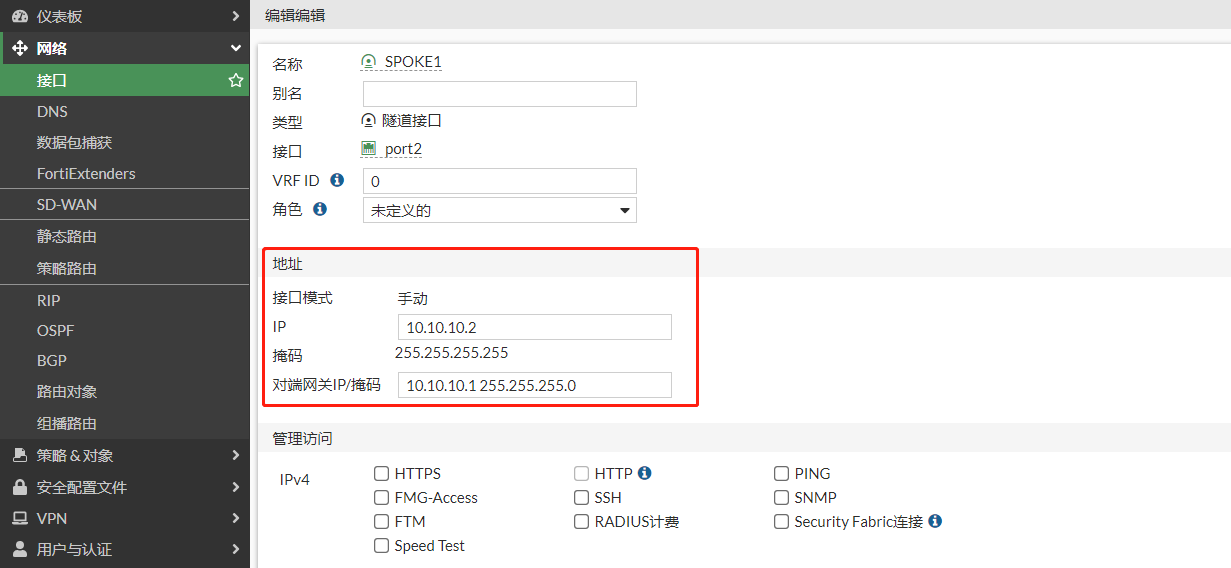 仪表板
网络
接口
DNS
数据包捕获
FortiExtenders
SD-WAN
静态路由
策略路由
RIP
OSPF
BGP
路由对象
组播路由
策略 & 对象
安全配置文件
VPN
用户与认证
编辑编辑
名称 SPOKE1
别名
类型 隧道接口
接口 port2
VRF ID 0
角色 未定义的
地址
接口模式 手动
IP 10.10.10.2
掩码 255.255.255.255
对端网关IP/掩码 10.10.10.1 255.255.255.0
管理访问
IPv4 HTTPS HTTP PING
FMG-Access SSH SNMP
FTM RADIUS计费 Security Fabric连接
Speed Test